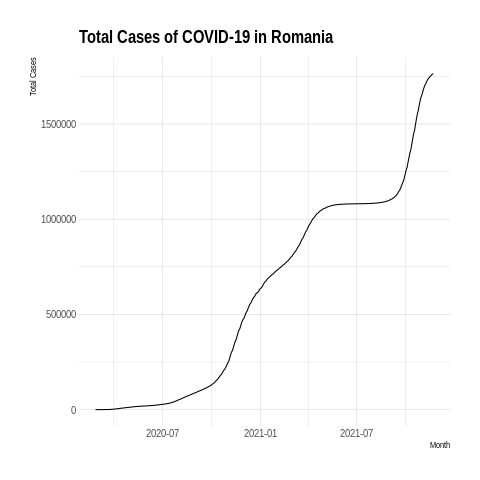 Total Cases of COVID-19 in Romania
Total Cases
1500000
1000000
500000
0
2020-07 2021-01 2021-07
Month